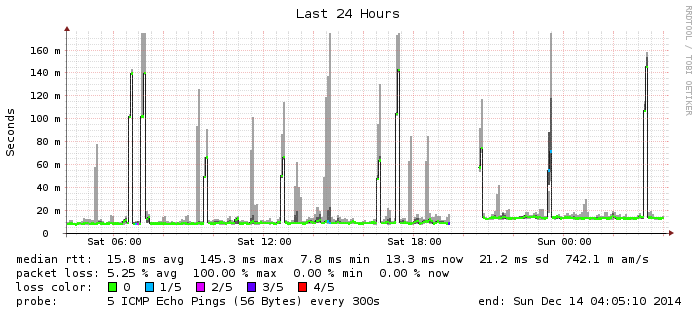 Last 24 Hours
RRDTOOL / TOBI OETIKER
Seconds
160 m
140 m
120 m
100 m
80 m
60 m
40 m
20 m
0
Sat 06:00 Sat 12:00 Sat 18:00 Sun 00:00
median rtt: 15.8 ms avg 145.3 ms max 7.8 ms min 13.3 ms now 21.2 ms sd 742.1 m am/s
packet loss: 5.25 % avg 100.00 % max 0.00 % min 0.00 % now
loss color: 0 1/5 2/5 3/5 4/5
probe: 5 ICMP Echo Pings (56 Bytes) every 300s end: Sun Dec 14 04:05:10 2014